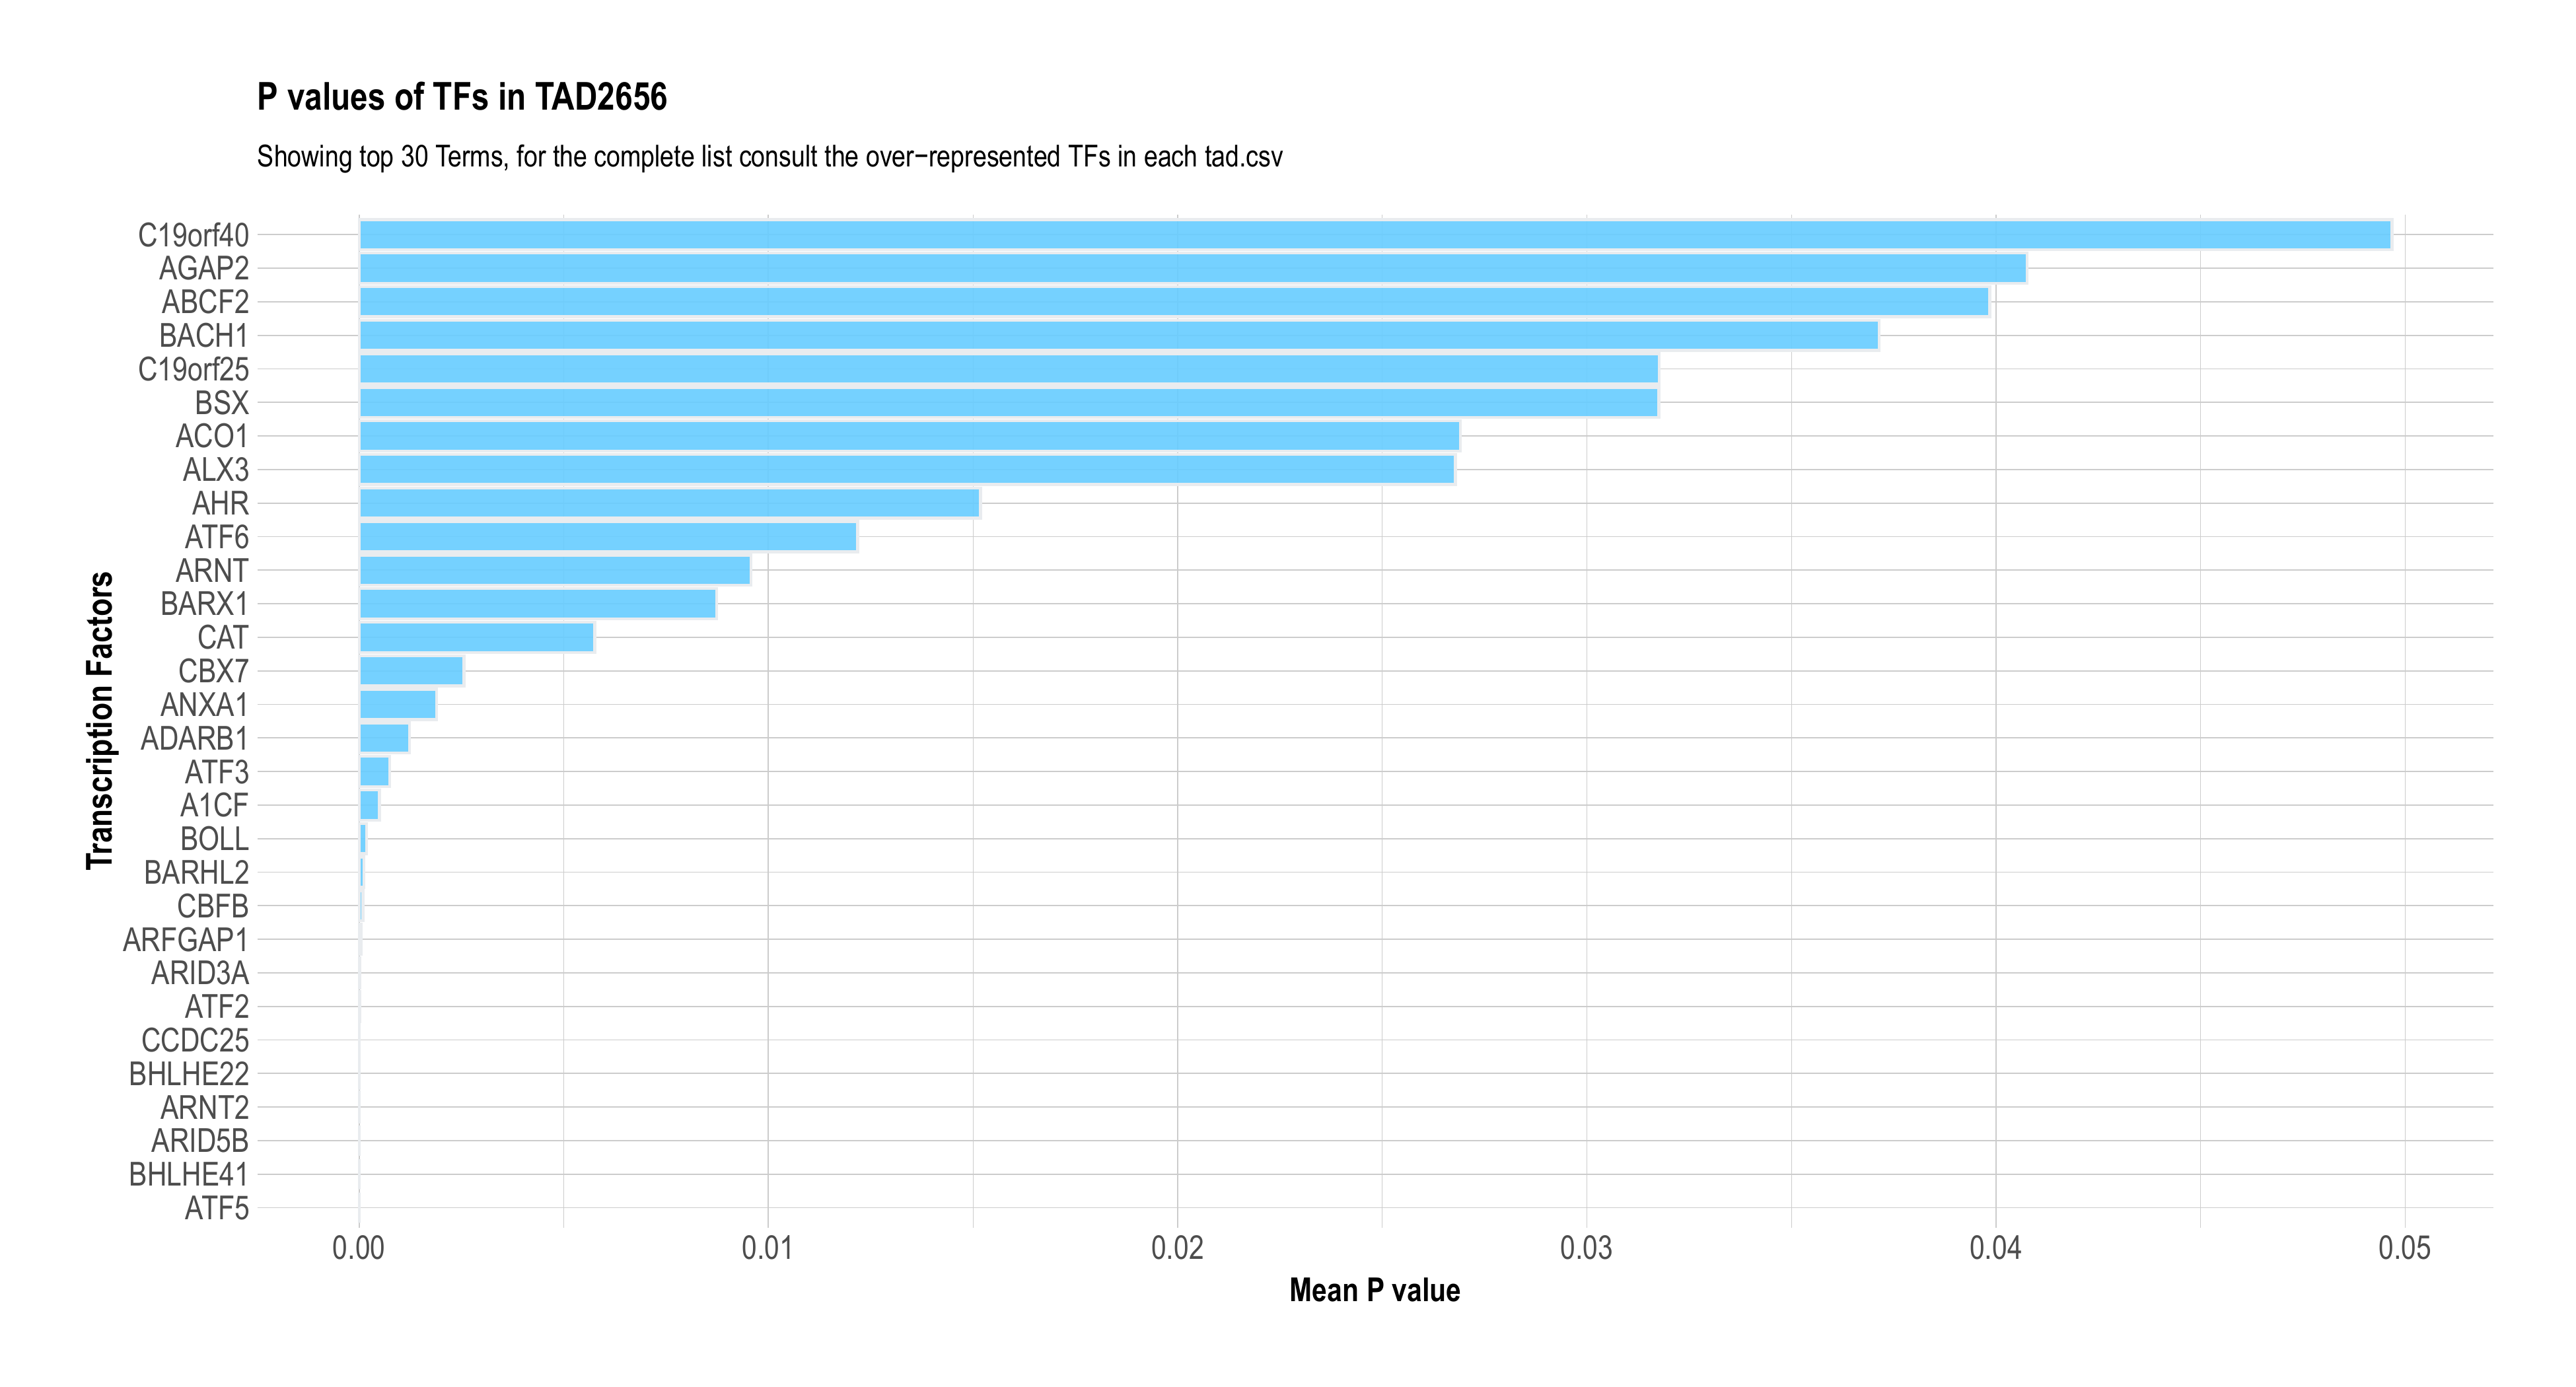 P values of TFs in TAD2656
Showing top 30 Terms, for the complete list consult the over−represented TFs in each tad.csv
Transcription Factors
C19orf40
AGAP2
ABCF2
BACH1
C19orf25
BSX
ACO1
ALX3
AHR
ATF6
ARNT
BARX1
CAT
CBX7
ANXA1
ADARB1
ATF3
A1CF
BOLL
BARHL2
CBFB
ARFGAP1
ARID3A
ATF2
CCDC25
BHLHE22
ARNT2
ARID5B
BHLHE41
ATF5
0.00 0.01 0.02 0.03 0.04 0.05
Mean P value